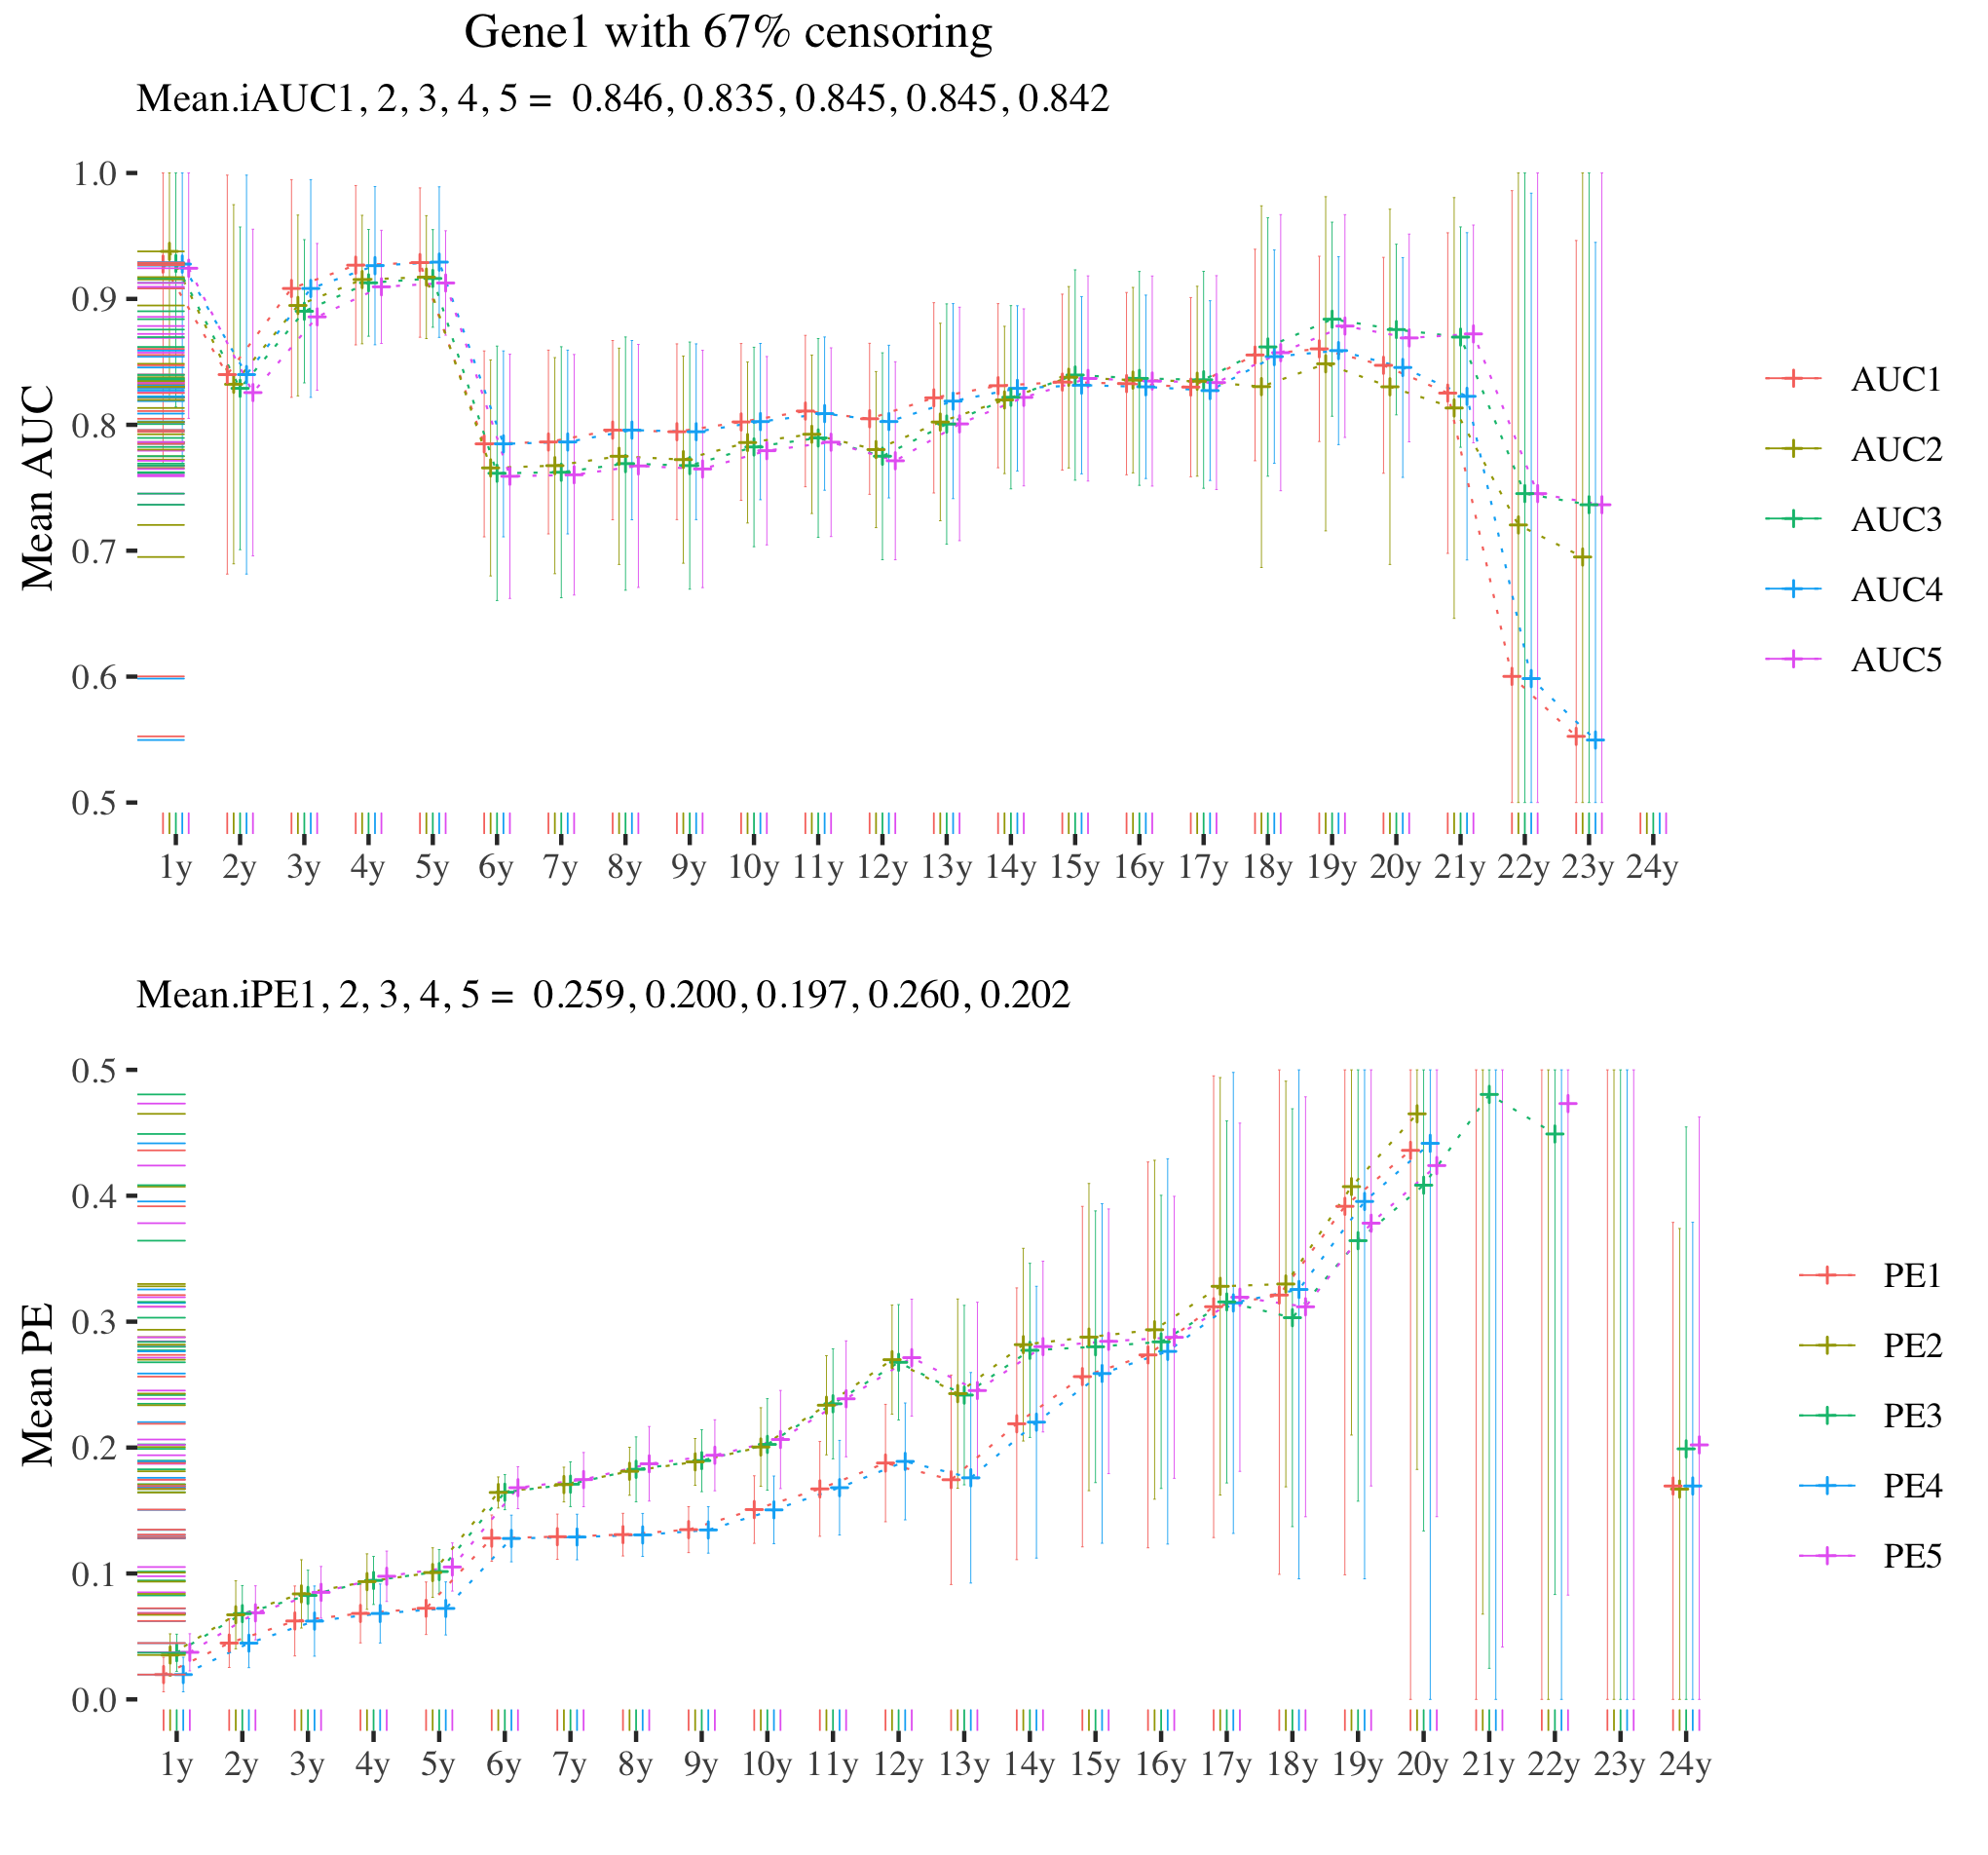 Gene1 with 67% censoring
Mean.iAUC1, 2, 3, 4, 5 = 0.846, 0.835, 0.845, 0.845, 0.842
Mean AUC
1.0
0.9
0.8
0.7
0.6
0.5
1y 2y 3y 4y 5y 6y 7y 8y 9y 10y 11y 12y 13y 14y 15y 16y 17y 18y 19y 20y 21y 22y 23y 24y
AUC1
AUC2
AUC3
AUC4
AUC5
Mean.iPE1, 2, 3, 4, 5 = 0.259, 0.200, 0.197, 0.260, 0.202
Mean PE
0.5
0.4
0.3
0.2
0.1
0.0
1y 2y 3y 4y 5y 6y 7y 8y 9y 10y 11y 12y 13y 14y 15y 16y 17y 18y 19y 20y 21y 22y 23y 24y
PE1
PE2
PE3
PE4
PE5